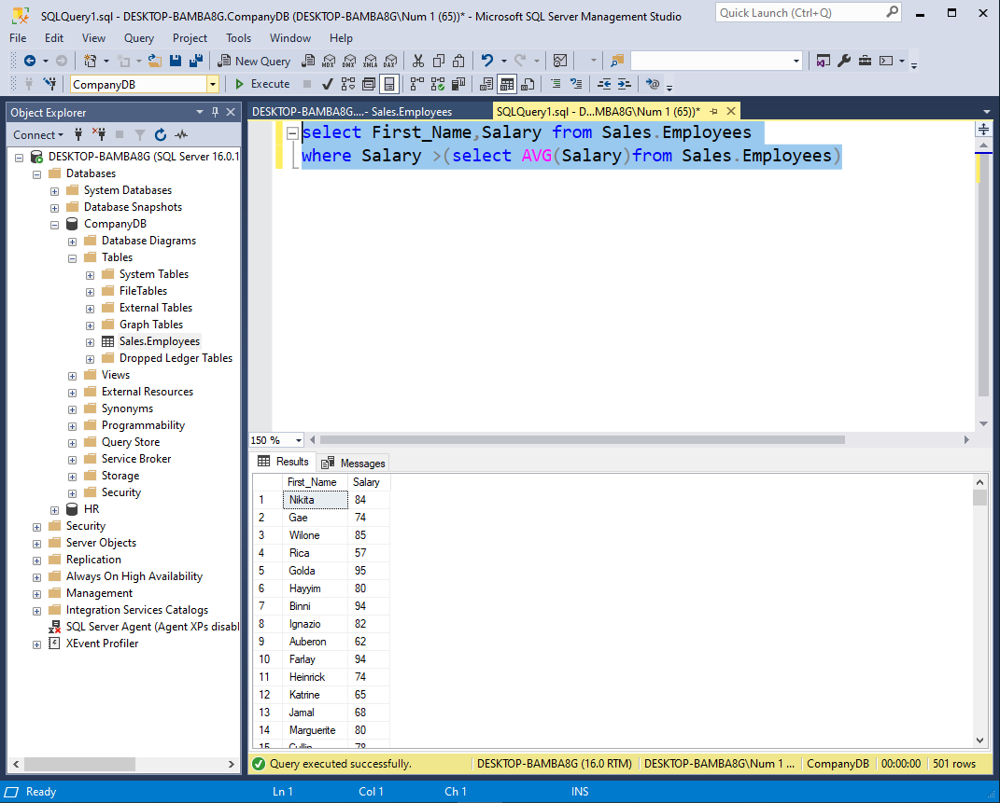 SQLQuery1.sql - DESKTOP-BAMBA8G.CompanyDB (DESKTOP-BAMBA8G\Num 1 (65))* - Microsoft SQL Server Management Studio
Quick Launch (Ctrl+Q)
File Edit View Query Project Tools Window Help
New Query MDX DMX XMLA DAX
CompanyDB Execute
Object Explorer
Connect
DESKTOP-BAMBA8G (SQL Server 16.0.1
Databases
System Databases
Database Snapshots
CompanyDB
Database Diagrams
Tables
System Tables
FileTables
External Tables
Graph Tables
Sales.Employees
Dropped Ledger Tables
Views
External Resources
Synonyms
Programmability
Query Store
Service Broker
Storage
Security
HR
Security
Server Objects
Replication
Always On High Availability
Management
Integration Services Catalogs
SQL Server Agent (Agent XPs disabl
XEvent Profiler
DESKTOP-BAMBA8G....- Sales.Employees
SQLQuery1.sql - D...MBA8G\Num 1 (65))*
select First_Name,Salary from Sales.Employees
where Salary >(select AVG(Salary)from Sales.Employees)
150 %
Results Messages
First_Name Salary
1 Nikita 84
2 Gae 74
3 Wilone 85
4 Rica 57
5 Golda 95
6 Hayyim 80
7 Binni 94
8 Ignazio 82
9 Auberon 62
10 Farlay 94
11 Heinrick 74
12 Katrine 65
13 Jamal 68
14 Marguerite 80
15 Cullin 78
Query executed successfully. DESKTOP-BAMBA8G (16.0 RTM) DESKTOP-BAMBA8G\Num 1 ... CompanyDB 00:00:00 501 rows
Ready Ln 1 Col 1 Ch 1 INS